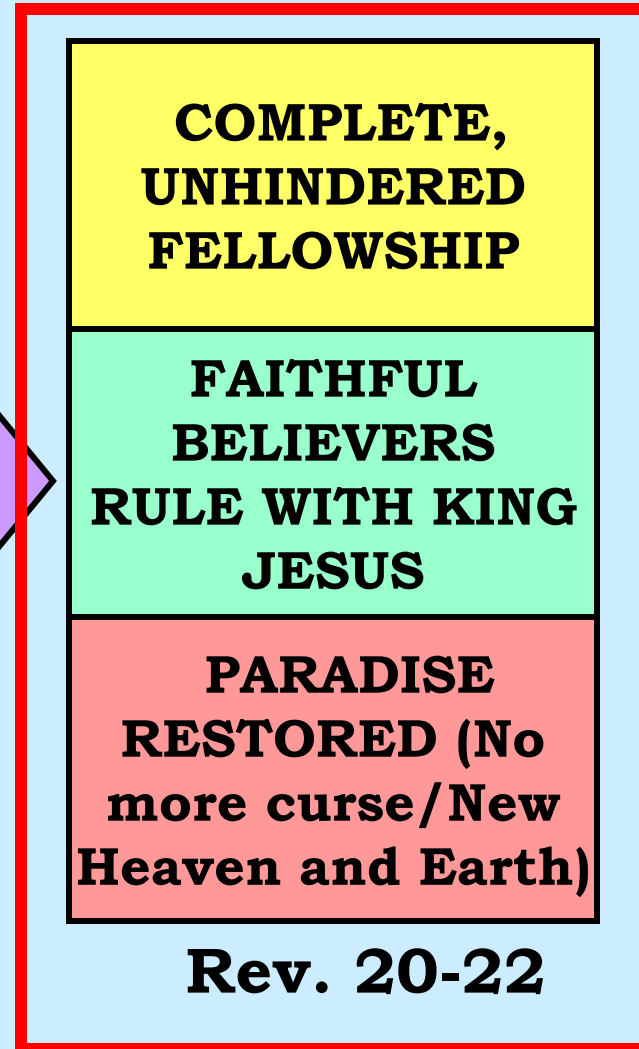 COMPLETE,
UNHINDERED
FELLOWSHIP
FAITHFUL
BELIEVERS
RULE WITH KING
JESUS
PARADISE
RESTORED (No
more curse/New
Heaven and Earth)
Rev. 20-22